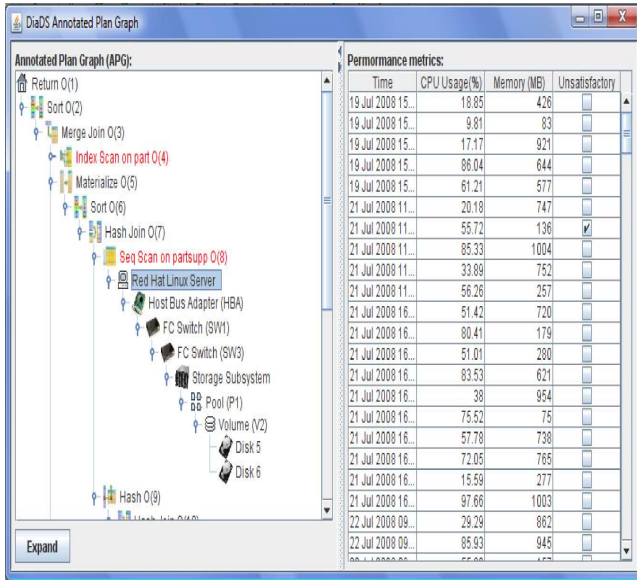 DiaDS Annotated Plan Graph
Annotated Plan Graph (APG):
Return O(1)
Sort O(2)
Merge Join O(3)
Index Scan on part O(4)
Materialize O(5)
Sort O(6)
Hash Join O(7)
Seq Scan on partsupp O(8)
Red Hat Linux Server
Host Bus Adapter (HBA)
FC Switch (SW1)
FC Switch (SW3)
Storage Subsystem
Pool (P1)
Volume (V2)
Disk 5
Disk 6
Hash O(9)
Expand
Permormance metrics:
Time CPU Usage(%) Memory (MB) Unsatisfactory
19 Jul 2008 15... 18.85 426
19 Jul 2008 15... 9.81 83
19 Jul 2008 15... 17.17 921
19 Jul 2008 15... 86.04 644
19 Jul 2008 15... 61.21 577
21 Jul 2008 11... 20.18 747
21 Jul 2008 11... 55.72 136
21 Jul 2008 11... 85.33 1004
21 Jul 2008 11... 33.89 752
21 Jul 2008 11... 56.26 257
21 Jul 2008 16... 51.42 720
21 Jul 2008 16... 80.41 179
21 Jul 2008 16... 51.01 280
21 Jul 2008 16... 83.53 621
21 Jul 2008 16... 38 954
21 Jul 2008 16... 75.52 75
21 Jul 2008 16... 57.78 738
21 Jul 2008 16... 72.05 765
21 Jul 2008 16... 15.59 277
21 Jul 2008 16... 97.66 1003
22 Jul 2008 09... 29.29 862
22 Jul 2008 09... 85.93 945